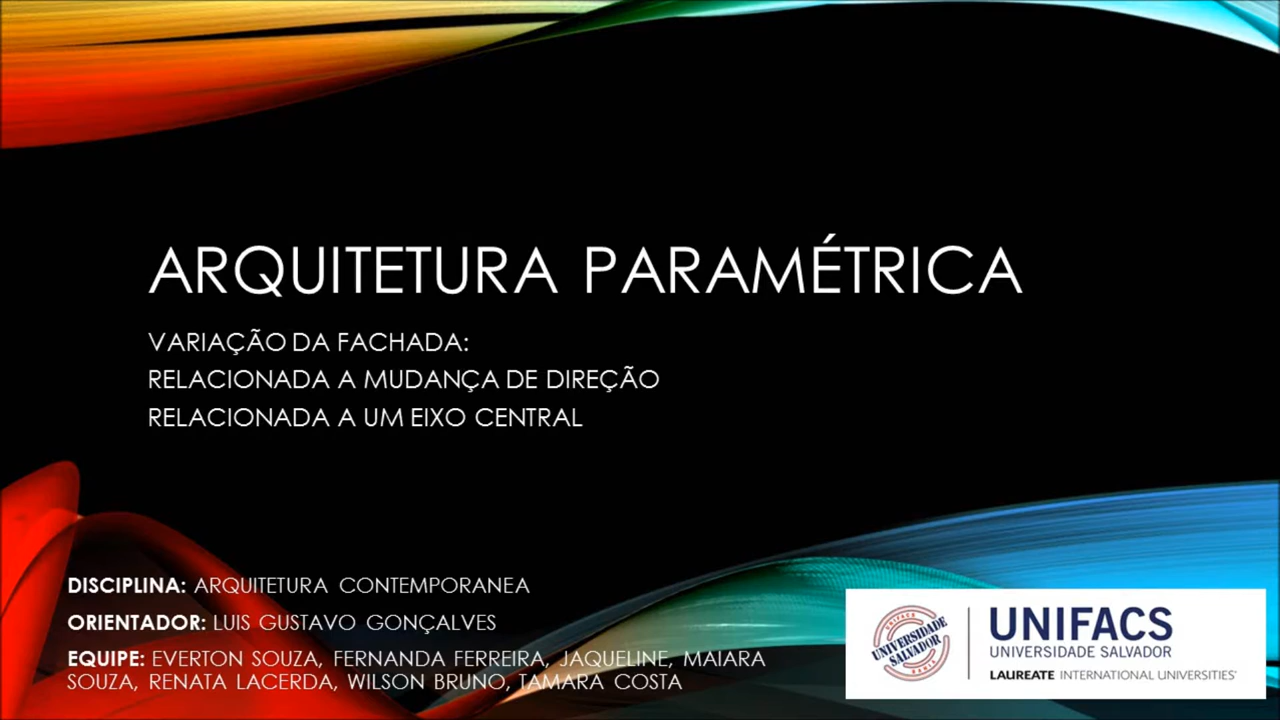 ARQUITETURA PARAMÉTRICA
VARIAÇÃO DA FACHADA:
RELACIONADA A MUDANÇA DE DIREÇÃO
RELACIONADA A UM EIXO CENTRAL
DISCIPLINA: ARQUITETURA CONTEMPORANEA
ORIENTADOR: LUIS GUSTAVO GONÇALVES
EQUIPE: EVERTON SOUZA, FERNANDA FERREIRA, JAQUELINE, MAIARA
SOUZA, RENATA LACERDA, WILSON BRUNO, TAMARA COSTA
UNIFACS
UNIVERSIDADE
SALVADOR
UNIFACS
UNIVERSIDADE SALVADOR
LAUREATE INTERNATIONAL UNIVERSITIES